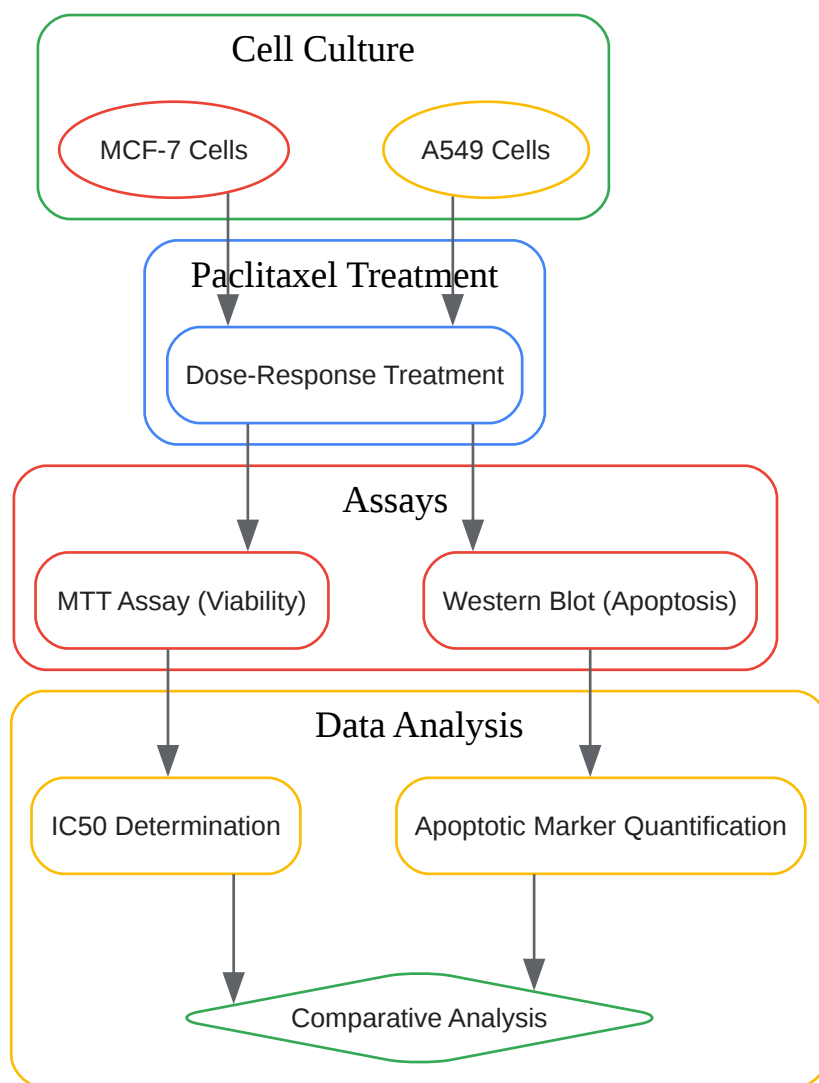 Cell Culture
MCF-7 Cells
A549 Cells
Paclitaxel Treatment
Dose-Response Treatment
Assays
MTT Assay (Viability)
Western Blot (Apoptosis)
Data Analysis
IC50 Determination
Apoptotic Marker Quantification
Comparative Analysis